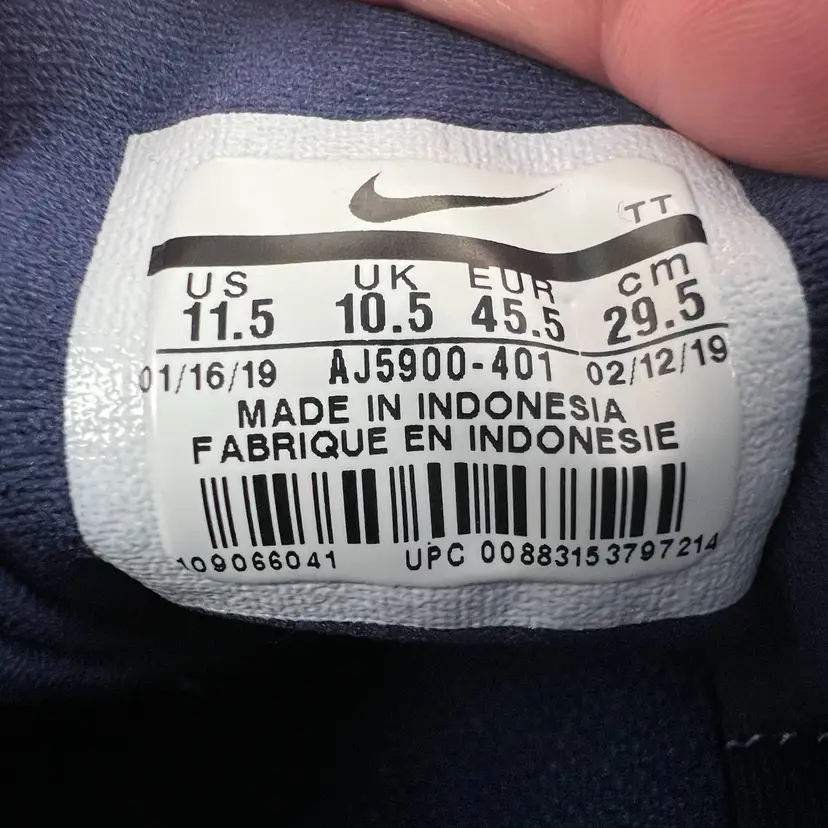 TT
US UK EUR cm
11.5 10.5 45.5 29.5
01/16/19 AJ5900-401 02/12/19
MADE IN INDONESIA
FABRIQUE EN INDONESIE
109066041 UPC 00883153797214